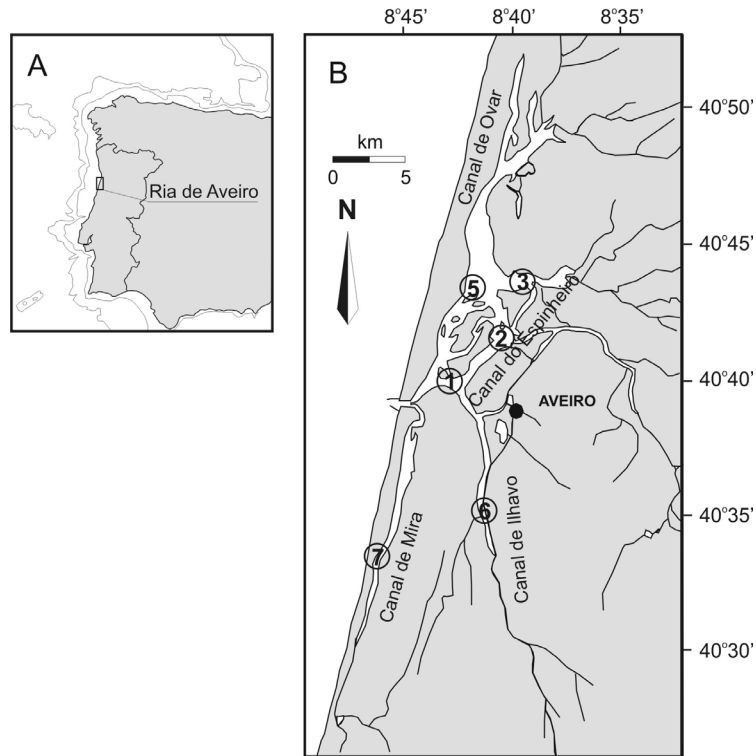 8°45' 8°40' 8°35'
A
Ria de Aveiro
B
km
0 5
N
Canal de Ovar
40°50'
40°45'
5
3
2
Canal do Espinheiro
1
40°40'
AVEIRO
40°35'
6
Canal de Ilhavo
7
Canal de Mira
40°30'